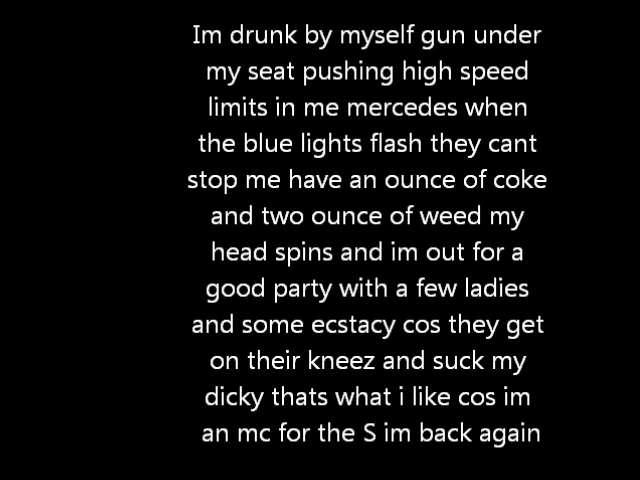 Im drunk by myself gun under
my seat pushing high speed
limits in me mercedes when
the blue lights flash they cant
stop me have an ounce of coke
and two ounce of weed my
head spins and im out for a
good party with a few ladies
and some ecstacy cos they get
on their kneez and suck my
dicky thats what i like cos im
an mc for the S im back again